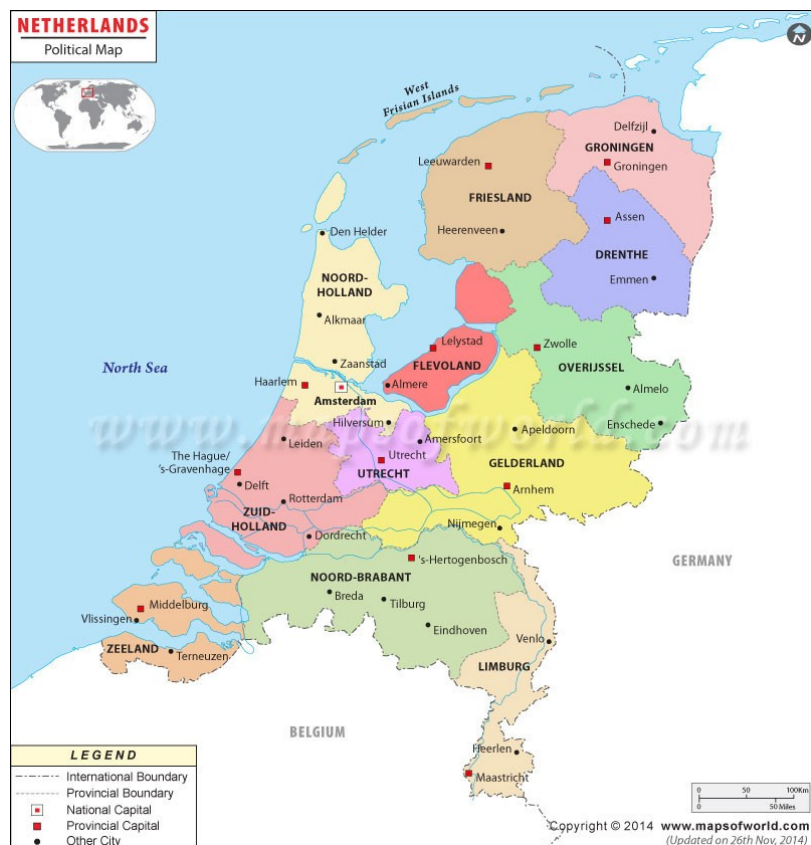 NETHERLANDS
Political Map
N
West
Frisian Islands
Delfzijl
GRONINGEN
Leeuwarden
Groningen
FRIESLAND
Assen
Den Helder
Heerenveen
DRENTHE
NOORD-
HOLLAND
Emmen
Alkmaar
Lelystad
Zwolle
North Sea
Zaanstad
FLEVOLAND
OVERIJSSEL
Haarlem
Almere
Almelo
Amsterdam
www.mapsofworld.com
Hilversum
Enschede
Leiden
Amersfoort
Apeldoorn
The Hague/
's-Gravenhage
Utrecht
UTRECHT
GELDERLAND
Delft
Arnhem
Rotterdam
ZUID-
HOLLAND
Nijmegen
Dordrecht
's-Hertogenbosch
GERMANY
NOORD-BRABANT
Breda
Tilburg
Middelburg
Vlissingen
Eindhoven
Venlo
ZEELAND
Terneuzen
LIMBURG
BELGIUM
Heerlen
Maastricht
LEGEND
International Boundary
Provincial Boundary
National Capital
Provincial Capital
Other City
0 50 100Km
0 50 Miles
Copyright © 2014 www.mapsofworld.com
(Updated on 26th Nov, 2014)